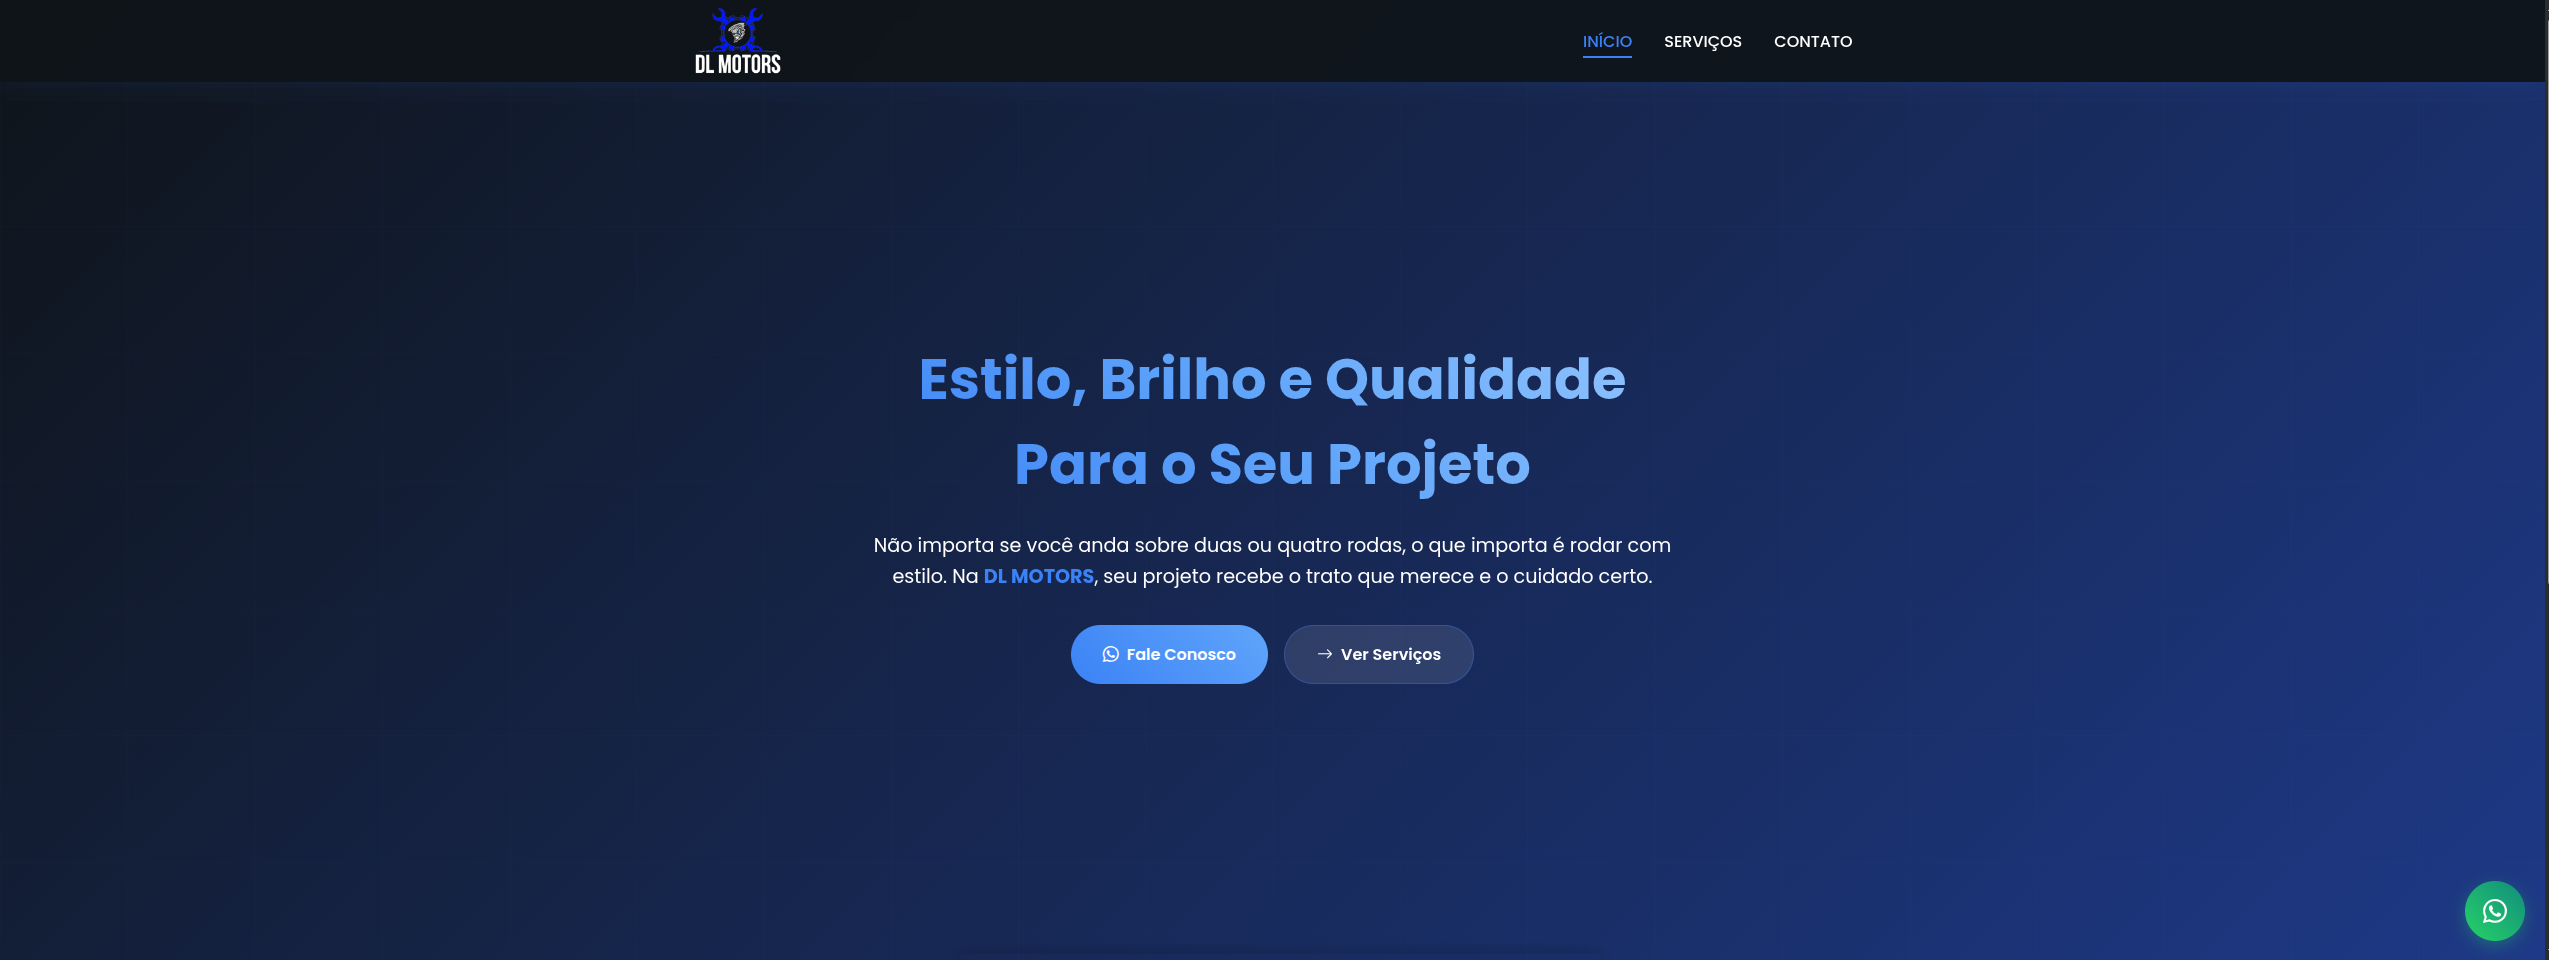 DL MOTORS
INÍCIO
SERVIÇOS
CONTATO
Estilo, Brilho e Qualidade
Para o Seu Projeto
Não importa se você anda sobre duas ou quatro rodas, o que importa é rodar com
estilo. Na DL MOTORS, seu projeto recebe o trato que merece e o cuidado certo.
Fale Conosco
Ver Serviços